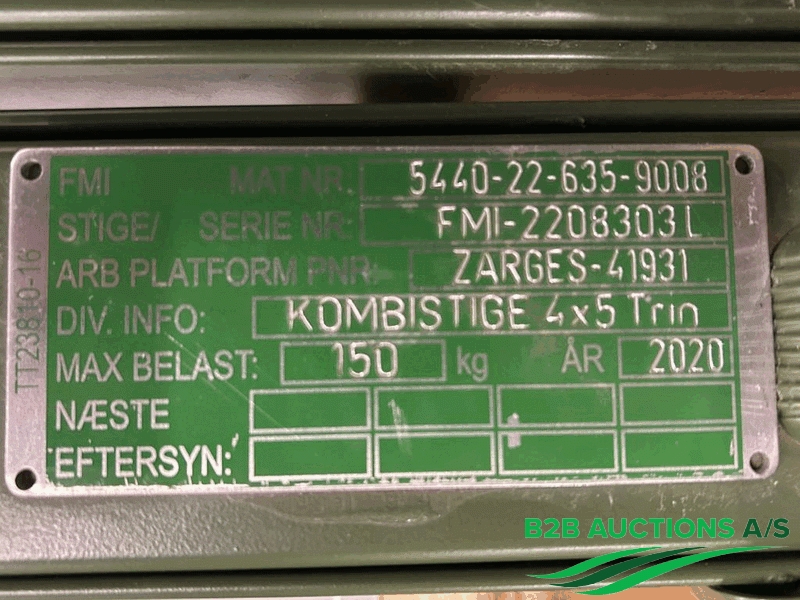 FMI MAT NR. 5440-22-635-9008
STIGE/ SERIE NR: FMI-2208303L
ARB PLATFORM PNR: ZARGES-41931
DIV. INFO: KOMBISTIGE 4x5 Trin
MAX BELAST: 150 kg ÅR 2020
NÆSTE
EFTERSYN:
TT23810-16
B2B AUCTIONS A/S